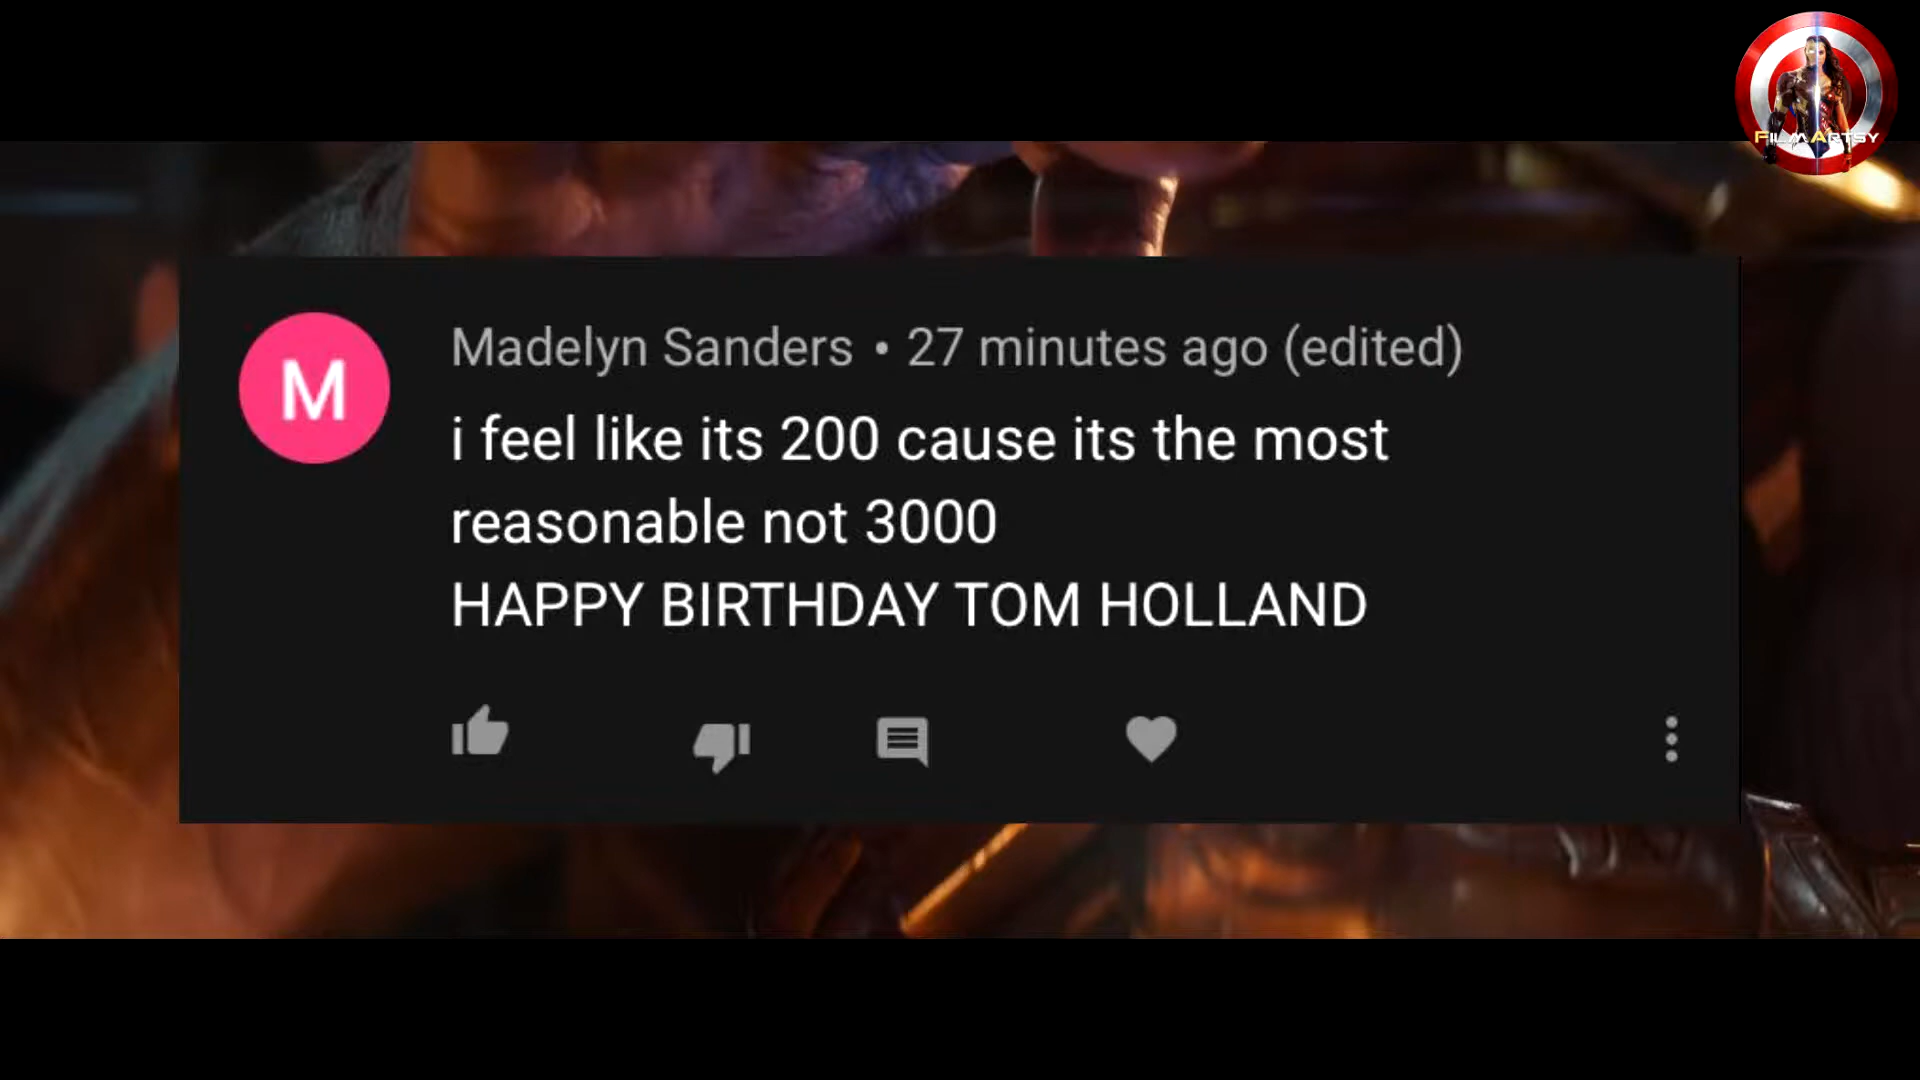 FILMARTSY
M
Madelyn Sanders • 27 minutes ago (edited)
i feel like its 200 cause its the most
reasonable not 3000
HAPPY BIRTHDAY TOM HOLLAND